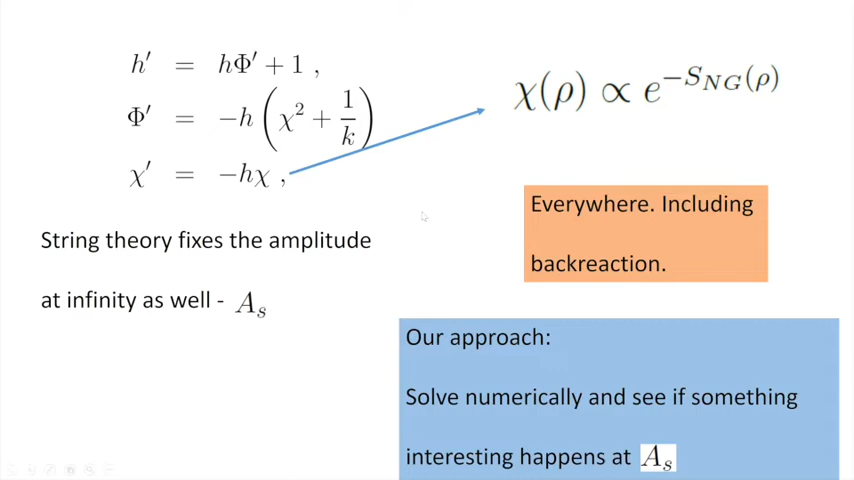 h′ = hΦ′ + 1 ,
Φ′ = −h(χ² + 1/k)
χ′ = −hχ ,
χ(ρ) ∝ e^{−S_{NG}(ρ)}
String theory fixes the amplitude
at infinity as well - A_s
Everywhere. Including
backreaction.
Our approach:
Solve numerically and see if something
interesting happens at A_s